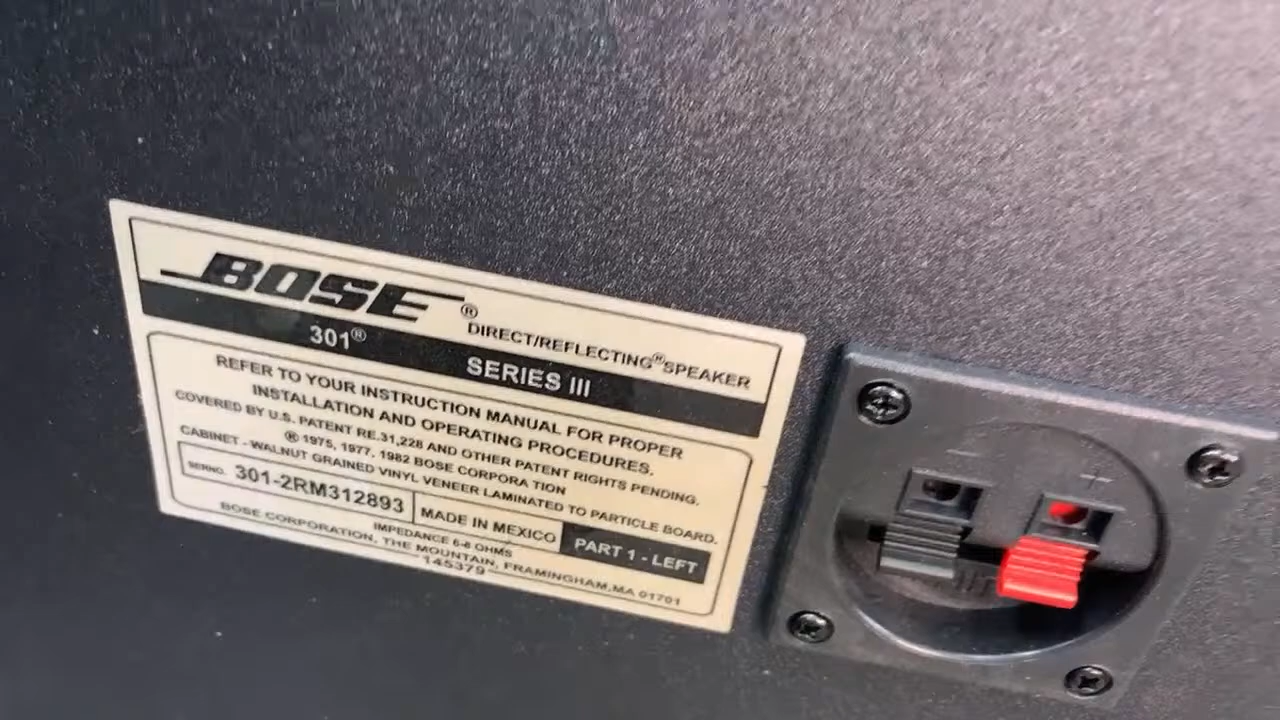 BOSE®
DIRECT/REFLECTING® SPEAKER
301® SERIES III
REFER TO YOUR INSTRUCTION MANUAL FOR PROPER
INSTALLATION AND OPERATING PROCEDURES.
COVERED BY U.S. PATENT RE.31,228 AND OTHER PATENT RIGHTS PENDING.
® 1975, 1977, 1982 BOSE CORPORA TION
CABINET - WALNUT GRAINED VINYL VENEER LAMINATED TO PARTICLE BOARD.
SERNO. 301-2RM312893 MADE IN MEXICO PART 1 - LEFT
IMPEDANCE 6-8 OHMS
BOSE CORPORATION, THE MOUNTAIN, FRAMINGHAM,MA 01701
145379
- +